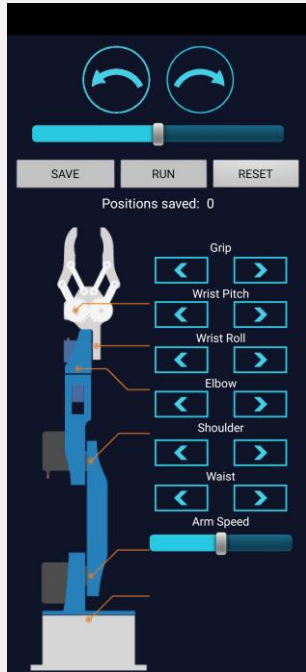 SAVE
RUN
RESET
Positions saved: 0
Grip
Wrist Pitch
Wrist Roll
Elbow
Shoulder
Waist
Arm Speed